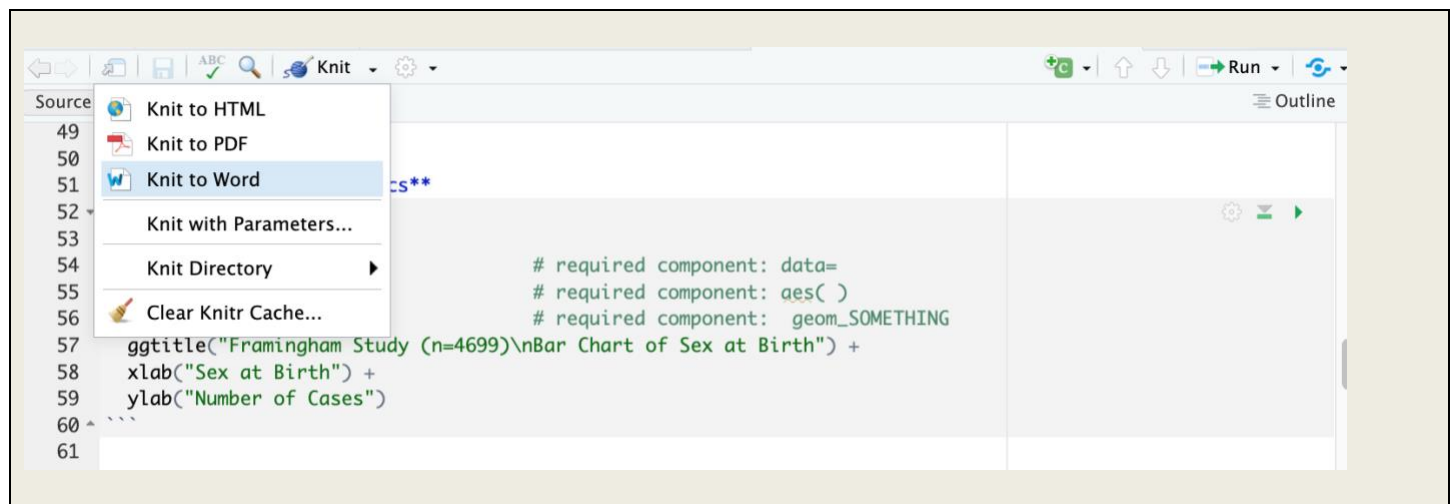 ABC Knit Run
Source Outline
Knit to HTML
Knit to PDF
Knit to Word
Knit with Parameters...
Knit Directory
Clear Knitr Cache...
49
50
51 cs**
52
53
54 # required component: data=
55 # required component: aes( )
56 # required component:  geom_SOMETHING
57 ggtitle("Framingham Study (n=4699)\nBar Chart of Sex at Birth") +
58 xlab("Sex at Birth") +
59 ylab("Number of Cases")
60 ```
61